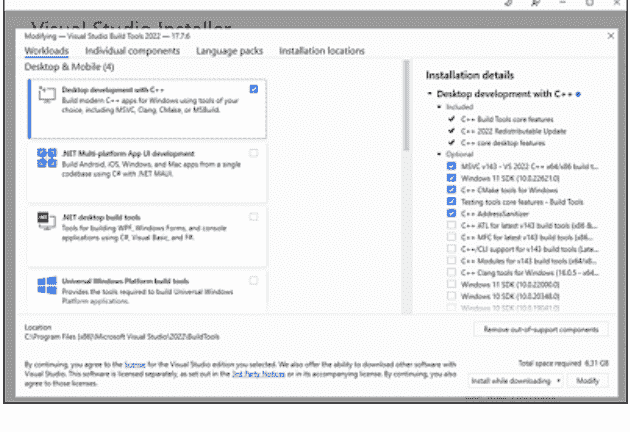 Visual Studio Installer
Modifying — Visual Studio Build Tools 2022 — 17.7.6
Workloads Individual components Language packs Installation locations
Desktop & Mobile (4)
Desktop development with C++
Build modern C++ apps for Windows using tools of your
choice, including MSVC, Clang, CMake, or MSBuild.
.NET Multi-platform App UI development
Build Android, iOS, Windows, and Mac apps from a single
codebase using C# with .NET MAUI.
.NET desktop build tools
Tools for building WPF, Windows Forms, and console
applications using C#, Visual Basic, and F#.
Universal Windows Platform build tools
Provides the tools required to build Universal Windows
Platform applications.
Installation details
Desktop development with C++
Included
C++ Build Tools core features
C++ 2022 Redistributable Update
C++ core desktop features
Optional
MSVC v143 - VS 2022 C++ x64/x86 build t...
Windows 11 SDK (10.0.22621.0)
C++ CMake tools for Windows
Testing tools core features - Build Tools
C++ AddressSanitizer
C++ ATL for latest v143 build tools (x86 &...
C++ MFC for latest v143 build tools (x86...
C++/CLI support for v143 build tools (Late...
C++ Modules for v143 build tools (x64/x8...
C++ Clang tools for Windows (16.0.5 - x64...
Windows 11 SDK (10.0.22000.0)
Windows 10 SDK (10.0.20348.0)
Windows 10 SDK (10.0.19041.0)
Location
C:\Program Files (x86)\Microsoft Visual Studio\2022\BuildTools
Remove out-of-support components
By continuing, you agree to the license for the Visual Studio edition you selected. We also offer the ability to download other software with
Visual Studio. This software is licensed separately, as set out in the 3rd Party Notices or in its accompanying license. By continuing, you also
agree to those licenses.
Total space required 6.31 GB
Install while downloading Modify